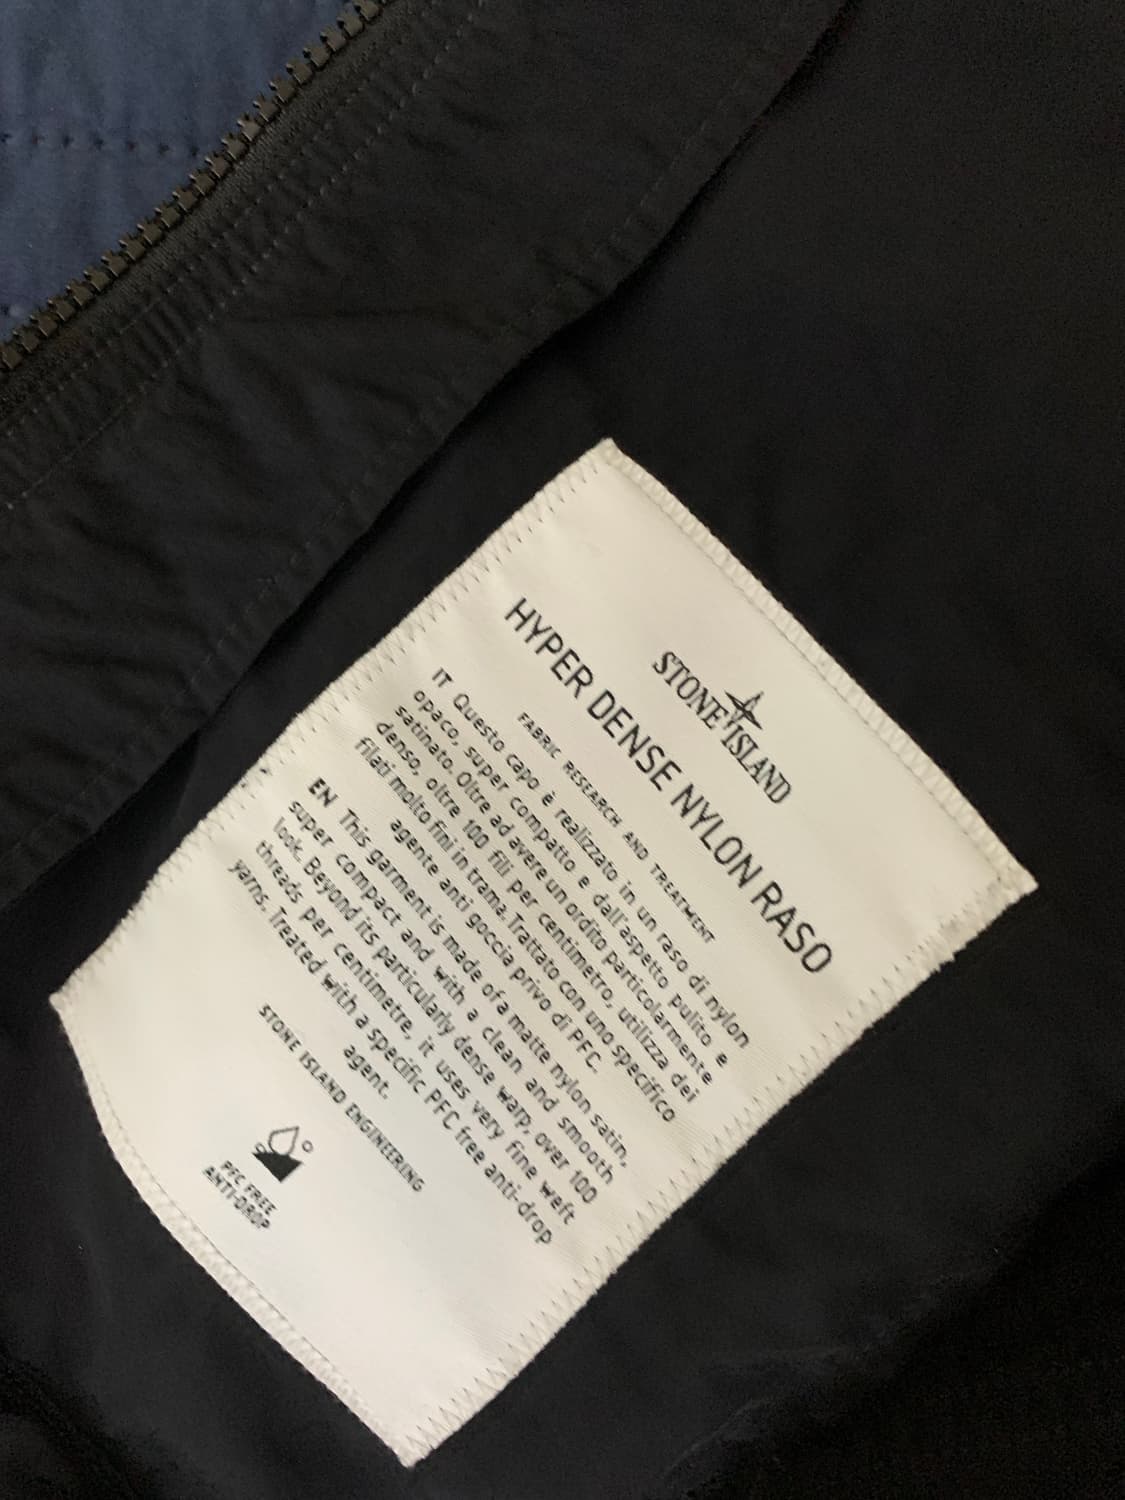 STONE ISLAND
HYPER DENSE NYLON RASO
FABRIC RESEARCH AND TREATMENT
IT Questo capo è realizzato in un raso di nylon
opaco, super compatto e dall'aspetto pulito e
satinato. Oltre ad avere un ordito particolarmente
denso, oltre 100 fili per centimetro, utilizza dei
filati molto fini in trama. Trattato con uno specifico
agente anti goccia privo di PFC.
EN This garment is made of a matte nylon satin,
super compact and with a clean and smooth
look. Beyond its particularly dense warp, over 100
threads per centimetre, it uses very fine weft
yarns. Treated with a specific PFC free anti-drop
agent.
STONE ISLAND ENGINEERING
PFC FREE
ANTI-DROP